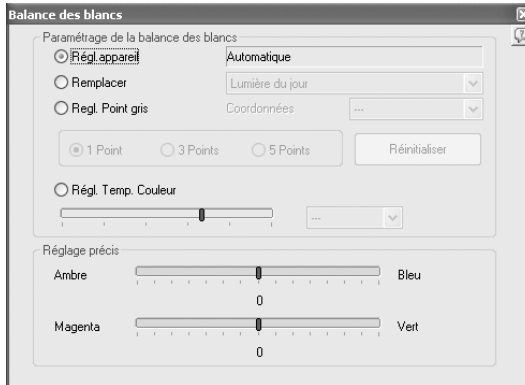 Balance des blancs
Paramétrage de la balance des blancs
Régl.appareil Automatique
Remplacer Lumière du jour
Regl. Point gris Coordonnées ---
1 Point 3 Points 5 Points Réinitialiser
Régl. Temp. Couleur
---
Réglage précis
Ambre Bleu
0
Magenta Vert
0